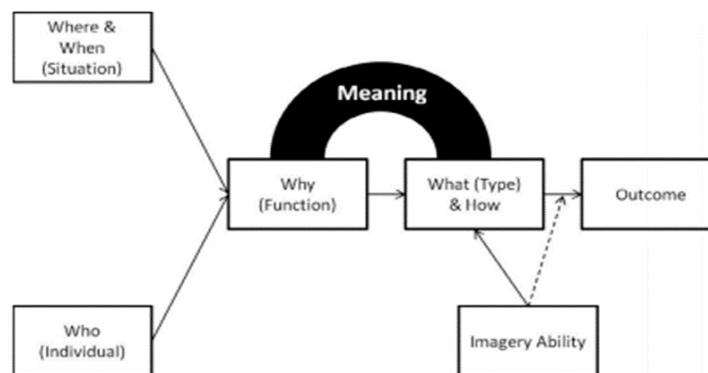 Where &
When
(Situation)
Meaning
Why
(Function)
What (Type)
& How
Outcome
Who
(Individual)
Imagery Ability